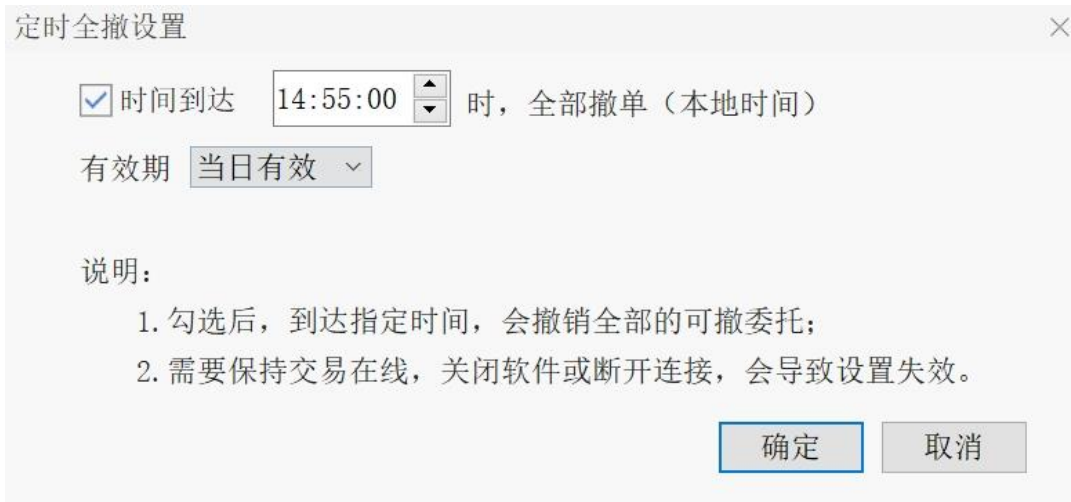 定时全撤设置
时间到达 14:55:00 时，全部撤单（本地时间）
有效期 当日有效
说明：
1.勾选后，到达指定时间，会撤销全部的可撤委托；
2.需要保持交易在线，关闭软件或断开连接，会导致设置失效。
确定 取消